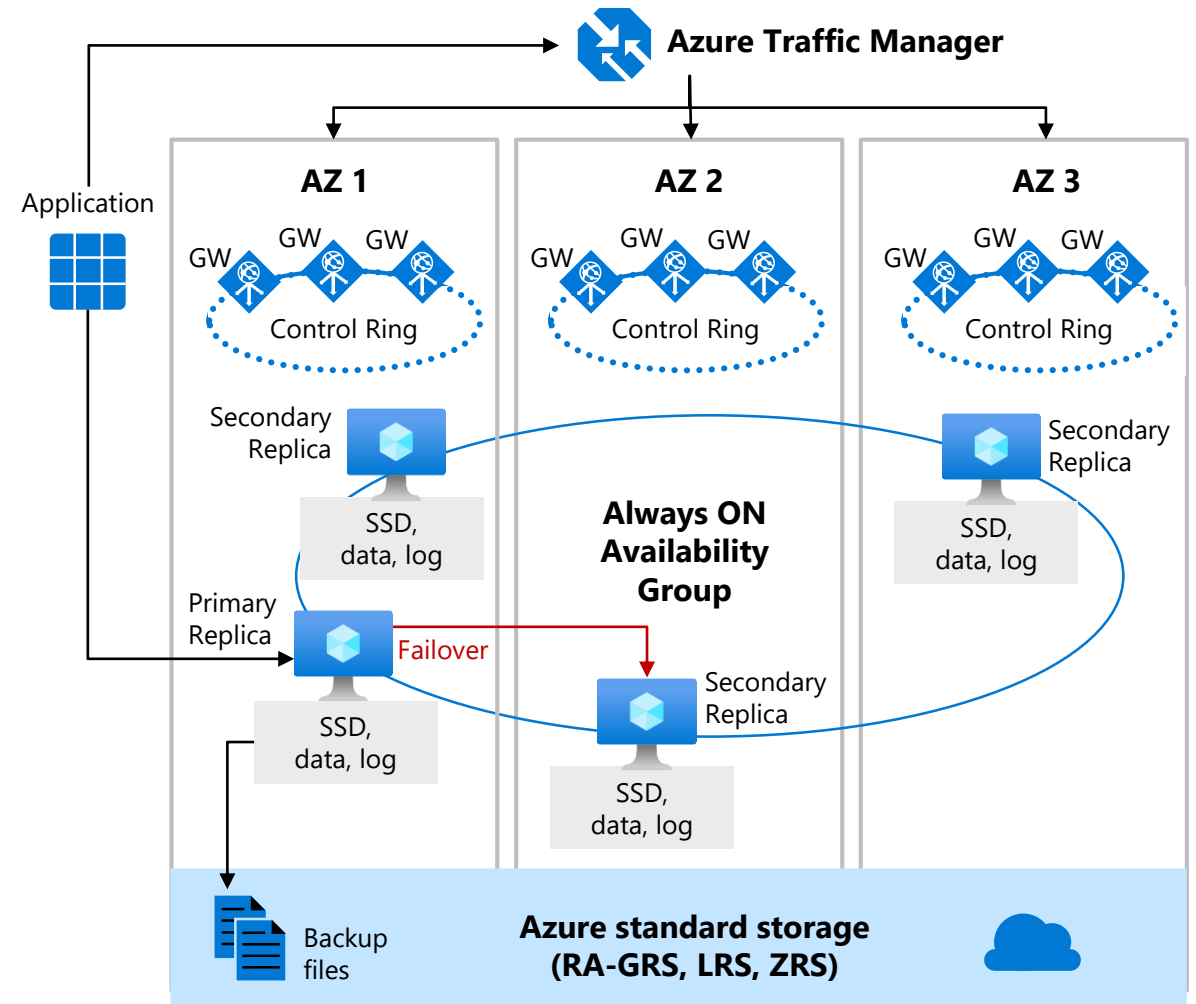 Azure Traffic Manager
Application
AZ 1
AZ 2
AZ 3
GW
GW
GW
Control Ring
GW
GW
GW
Control Ring
GW
GW
GW
Control Ring
Secondary
Replica
SSD,
data, log
Always ON
Availability
Group
Secondary
Replica
SSD,
data, log
Primary
Replica
Failover
SSD,
data, log
Secondary
Replica
SSD,
data, log
Backup
files
Azure standard storage
(RA-GRS, LRS, ZRS)